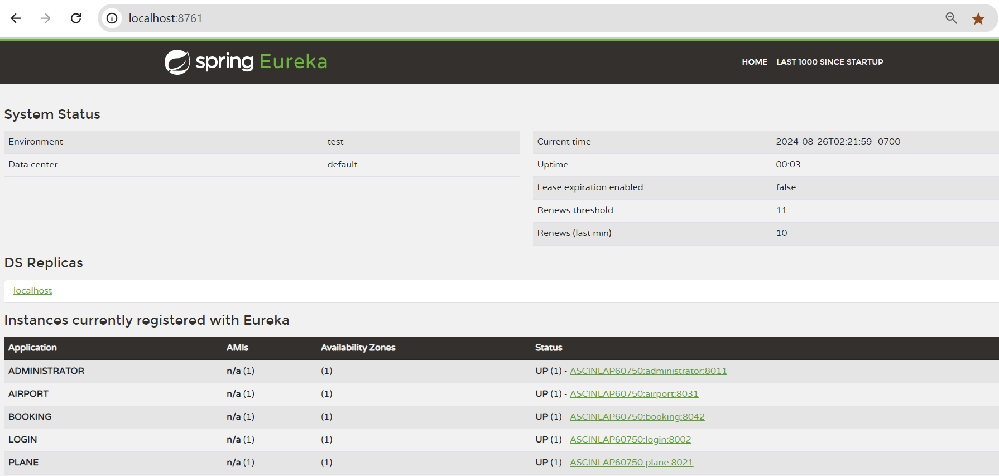 localhost:8761
spring Eureka
HOME LAST 1000 SINCE STARTUP
System Status
Environment test
Data center default
Current time 2024-08-26T02:21:59 -0700
Uptime 00:03
Lease expiration enabled false
Renews threshold 11
Renews (last min) 10
DS Replicas
localhost
Instances currently registered with Eureka
Application AMIs Availability Zones Status
ADMINISTRATOR n/a (1) (1) UP (1) - ASCINLAP60750:administrator:8011
AIRPORT n/a (1) (1) UP (1) - ASCINLAP60750:airport:8031
BOOKING n/a (1) (1) UP (1) - ASCINLAP60750:booking:8042
LOGIN n/a (1) (1) UP (1) - ASCINLAP60750:login:8002
PLANE n/a (1) (1) UP (1) - ASCINLAP60750:plane:8021